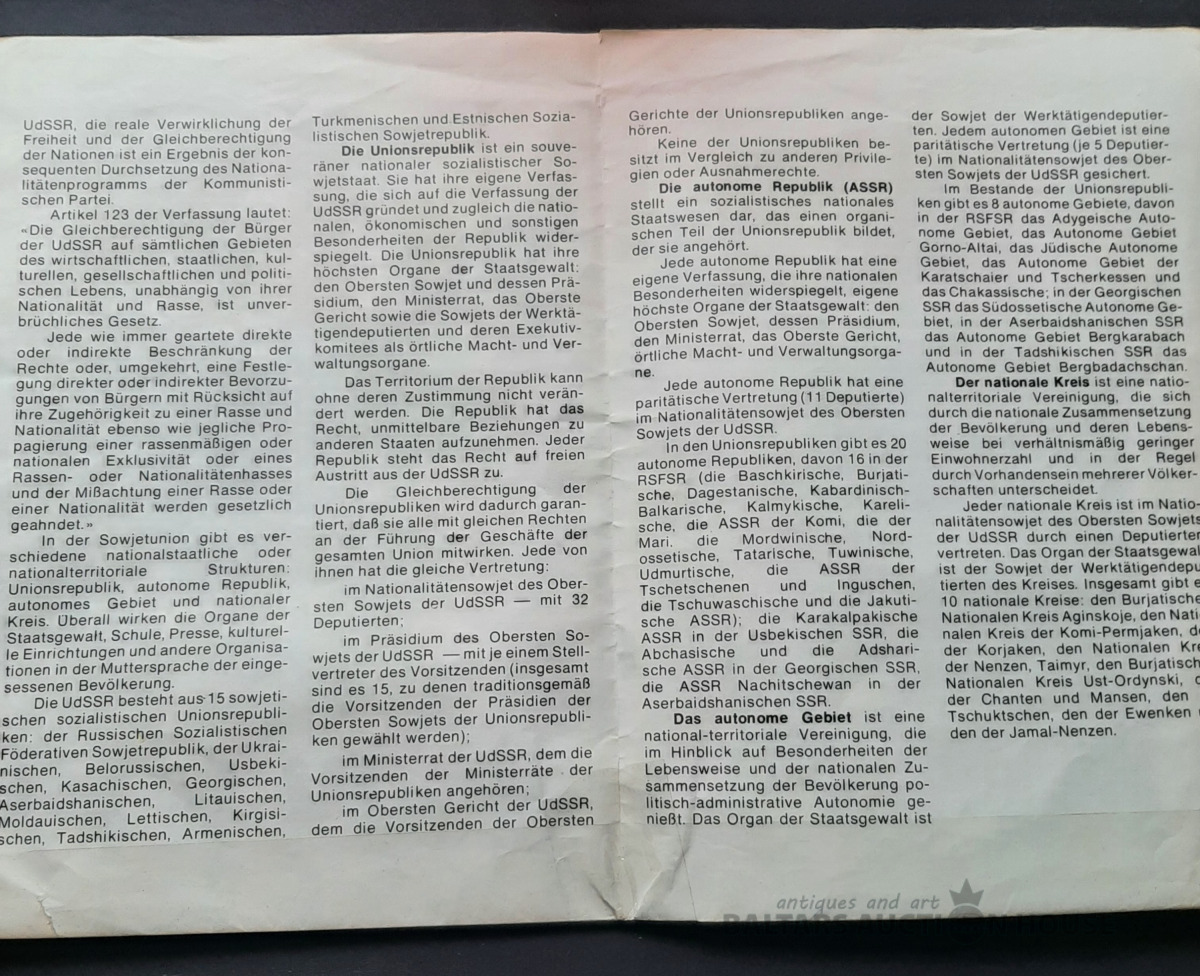 UdSSR, die reale Verwirklichung der
Freiheit und der Gleichberechtigung
der Nationen ist ein Ergebnis der kon-
sequenten Durchsetzung des Nationa-
litätenprogramms der Kommunisti-
schen Partei.
Artikel 123 der Verfassung lautet:
«Die Gleichberechtigung der Bürger
der UdSSR auf sämtlichen Gebieten
des wirtschaftlichen, staatlichen, kul-
turellen, gesellschaftlichen und politi-
schen Lebens, unabhängig von ihrer
Nationalität und Rasse, ist unver-
brüchliches Gesetz.
Jede wie immer geartete direkte
oder indirekte Beschränkung der
Rechte oder, umgekehrt, eine Festle-
gung direkter oder indirekter Bevorzu-
gungen von Bürgern mit Rücksicht auf
ihre Zugehörigkeit zu einer Rasse und
Nationalität ebenso wie jegliche Pro-
pagierung einer rassenmäßigen oder
nationalen Exklusivität oder eines
Rassen- oder Nationalitätenhasses
und der Mißachtung einer Rasse oder
einer Nationalität werden gesetzlich
geahndet.»
In der Sowjetunion gibt es ver-
schiedene nationalstaatliche oder
nationalterritoriale Strukturen:
Unionsrepublik, autonome Republik,
autonomes Gebiet und nationaler
Kreis. Überall wirken die Organe der
Staatsgewalt, Schule, Presse, kulturel-
le Einrichtungen und andere Organisa-
tionen in der Muttersprache der einge-
sessenen Bevölkerung.
Die UdSSR besteht aus 15 sowjeti-
schen sozialistischen Unionsrepubli-
ken: der Russischen Sozialistischen
Föderativen Sowjetrepublik, der Ukrai-
nischen, Belorussischen, Usbeki-
schen, Kasachischen, Georgischen,
Aserbaidshanischen, Litauischen,
Moldauischen, Lettischen, Kirgisi-
schen, Tadshikischen, Armenischen,
Turkmenischen und Estnischen Sozia-
listischen Sowjetrepublik.
Die Unionsrepublik ist ein souve-
räner nationaler sozialistischer So-
wjetstaat. Sie hat ihre eigene Verfas-
sung, die sich auf die Verfassung der
UdSSR gründet und zugleich die natio-
nalen, ökonomischen und sonstigen
Besonderheiten der Republik wider-
spiegelt. Die Unionsrepublik hat ihre
höchsten Organe der Staatsgewalt:
den Obersten Sowjet und dessen Prä-
sidium, den Ministerrat, das Oberste
Gericht sowie die Sowjets der Werktä-
tigendeputierten und deren Exekutiv-
komitees als örtliche Macht- und Ver-
waltungsorgane.
Das Territorium der Republik kann
ohne deren Zustimmung nicht verän-
dert werden. Die Republik hat das
Recht, unmittelbare Beziehungen zu
anderen Staaten aufzunehmen. Jeder
Republik steht das Recht auf freien
Austritt aus der UdSSR zu.
Die Gleichberechtigung der
Unionsrepubliken wird dadurch garan-
tiert, daß sie alle mit gleichen Rechten
an der Führung der Geschäfte der
gesamten Union mitwirken. Jede von
ihnen hat die gleiche Vertretung:
im Nationalitätensowjet des Ober-
sten Sowjets der UdSSR — mit 32
Deputierten;
im Präsidium des Obersten So-
wjets der UdSSR — mit je einem Stell-
vertreter des Vorsitzenden (insgesamt
sind es 15, zu denen traditionsgemäß
die Vorsitzenden der Präsidien der
Obersten Sowjets der Unionsrepubli-
ken gewählt werden);
im Ministerrat der UdSSR, dem die
Vorsitzenden der Ministerräte der
Unionsrepubliken angehören;
im Obersten Gericht der UdSSR,
dem die Vorsitzenden der Obersten
Gerichte der Unionsrepubliken ange-
hören.
Keine der Unionsrepubliken be-
sitzt im Vergleich zu anderen Privile-
gien oder Ausnahmerechte.
Die autonome Republik (ASSR)
stellt ein sozialistisches nationales
Staatswesen dar, das einen organi-
schen Teil der Unionsrepublik bildet,
der sie angehört.
Jede autonome Republik hat eine
eigene Verfassung, die ihre nationalen
Besonderheiten widerspiegelt, eigene
höchste Organe der Staatsgewalt: den
Obersten Sowjet, dessen Präsidium,
den Ministerrat, das Oberste Gericht,
örtliche Macht- und Verwaltungsorga-
ne.
Jede autonome Republik hat eine
paritätische Vertretung (11 Deputierte)
im Nationalitätensowjet des Obersten
Sowjets der UdSSR.
In den Unionsrepubliken gibt es 20
autonome Republiken, davon 16 in der
RSFSR (die Baschkirische, Burjati-
sche, Dagestanische, Kabardinisch-
Balkarische, Kalmykische, Kareli-
sche, die ASSR der Komi, die der
Mari. die Mordwinische, Nord-
ossetische, Tatarische, Tuwinische,
Udmurtische, die ASSR der
Tschetschenen und Inguschen,
die Tschuwaschische und die Jakuti-
sche ASSR); die Karakalpakische
ASSR in der Usbekischen SSR, die
Abchasische und die Adshari-
sche ASSR in der Georgischen SSR,
die ASSR Nachitschewan in der
Aserbaidshanischen SSR.
Das autonome Gebiet ist eine
national-territoriale Vereinigung, die
im Hinblick auf Besonderheiten der
Lebensweise und der nationalen Zu-
sammensetzung der Bevölkerung po-
litisch-administrative Autonomie ge-
nießt. Das Organ der Staatsgewalt ist
der Sowjet der Werktätigendeputier-
ten. Jedem autonomen Gebiet ist eine
paritätische Vertretung (je 5 Deputier-
te) im Nationalitätensowjet des Ober-
sten Sowjets der UdSSR gesichert.
Im Bestande der Unionsrepubli-
ken gibt es 8 autonome Gebiete, davon
in der RSFSR das Adygeische Auto-
nome Gebiet, das Autonome Gebiet
Gorno-Altai, das Jüdische Autonome
Gebiet, das Autonome Gebiet der
Karatschaier und Tscherkessen und
das Chakassische; in der Georgischen
SSR das Südossetische Autonome Ge-
biet, in der Aserbaidshanischen SSR
das Autonome Gebiet Bergkarabach
und in der Tadshikischen SSR das
Autonome Gebiet Bergbadachschan.
Der nationale Kreis ist eine natio-
nalterritoriale Vereinigung, die sich
durch die nationale Zusammensetzung
der Bevölkerung und deren Lebens-
weise bei verhältnismäßig geringer
Einwohnerzahl und in der Regel
durch Vorhandensein mehrerer Völker-
schaften unterscheidet.
Jeder nationale Kreis ist im Natio-
nalitätensowjet des Obersten Sowjets
der UdSSR durch einen Deputierten
vertreten. Das Organ der Staatsgewal
ist der Sowjet der Werktätigendepu
tierten des Kreises. Insgesamt gibt e
10 nationale Kreise: den Burjatische
Nationalen Kreis Aginskoje, den Nati
nalen Kreis der Komi-Permjaken, d
der Korjaken, den Nationalen Kre
der Nenzen, Taimyr, den Burjatisch
Nationalen Kreis Ust-Ordynski, 
der Chanten und Mansen, den
Tschuktschen, den der Ewenken
den der Jamal-Nenzen.
antiques and art
BALTARS AUCTION HOUSE